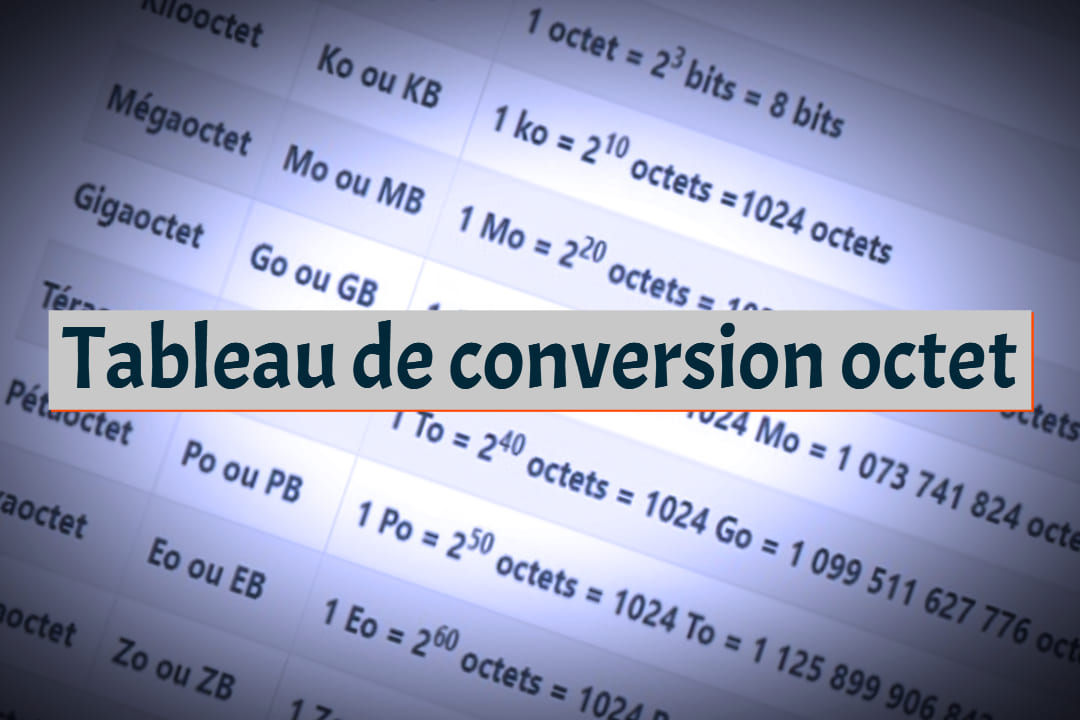 1 octet = 2³ bits = 8 bits
Ko ou KB
1 ko = 2¹⁰ octets =1024 octets
Mégaoctet
Mo ou MB
1 Mo = 2²⁰ octets =
Gigaoctet
Go ou GB
1024 Mo = 1 073 741 824
Tableau de conversion octet
1 To = 2⁴⁰ octets = 1024 Go = 1 099 511 627 776
Po ou PB
1 Po = 2⁵⁰ octets = 1024 To = 1 125 899 906
Eo ou EB
1 Eo = 2⁶⁰ octets = 1024
Zo ou ZB